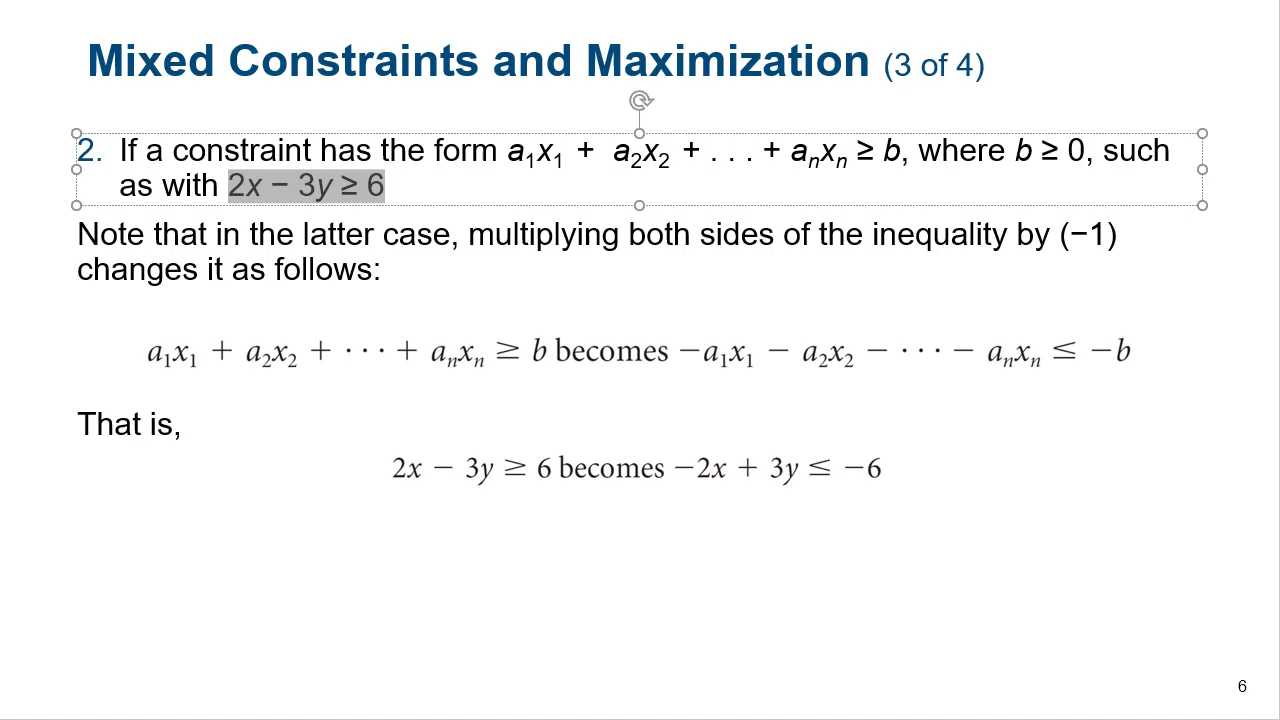 Mixed Constraints and Maximization (3 of 4)
2. If a constraint has the form a₁x₁ + a₂x₂ + . . . + aₙxₙ ≥ b, where b ≥ 0, such
as with 2x − 3y ≥ 6
Note that in the latter case, multiplying both sides of the inequality by (−1)
changes it as follows:
a₁x₁ + a₂x₂ + · · · + aₙxₙ ≥ b becomes −a₁x₁ − a₂x₂ − · · · − aₙxₙ ≤ −b
That is,
2x − 3y ≥ 6 becomes −2x + 3y ≤ −6
6